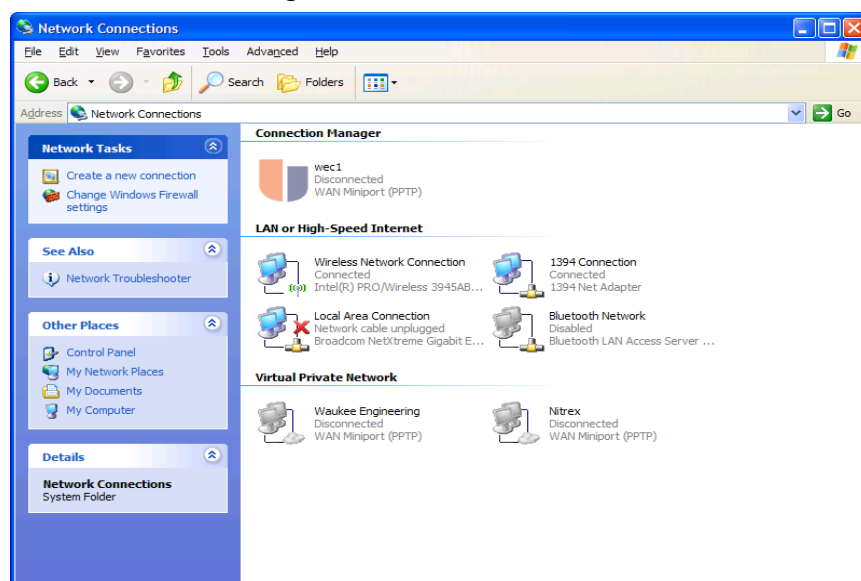 Network Connections
File Edit View Favorites Tools Advanced Help
Back Search Folders
Address Network Connections Go
Network Tasks
Create a new connection
Change Windows Firewall
settings
See Also
Network Troubleshooter
Other Places
Control Panel
My Network Places
My Documents
My Computer
Details
Network Connections
System Folder
Connection Manager
wec1
Disconnected
WAN Miniport (PPTP)
LAN or High-Speed Internet
Wireless Network Connection
Connected
Intel(R) PRO/Wireless 3945AB...
1394 Connection
Connected
1394 Net Adapter
Local Area Connection
Network cable unplugged
Broadcom NetXtreme Gigabit E...
Bluetooth Network
Disabled
Bluetooth LAN Access Server ...
Virtual Private Network
Waukee Engineering
Disconnected
WAN Miniport (PPTP)
Nitrex
Disconnected
WAN Miniport (PPTP)